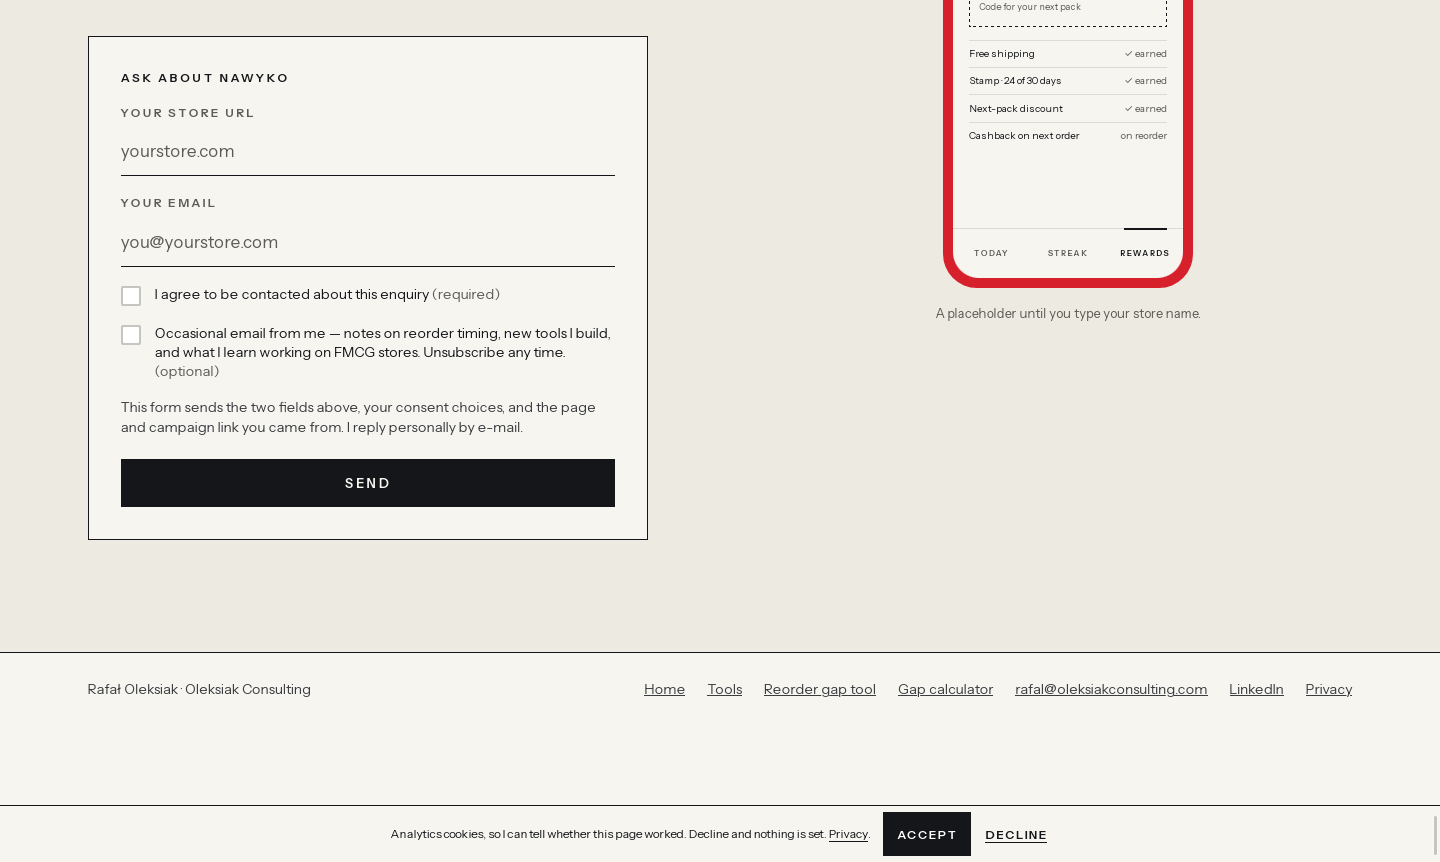 Code for your next pack
Free shipping ✓ earned
Stamp · 24 of 30 days ✓ earned
Next-pack discount ✓ earned
Cashback on next order on reorder
TODAY STREAK REWARDS
A placeholder until you type your store name.
ASK ABOUT NAWYKO
YOUR STORE URL
yourstore.com
YOUR EMAIL
you@yourstore.com
I agree to be contacted about this enquiry (required)
Occasional email from me — notes on reorder timing, new tools I build,
and what I learn working on FMCG stores. Unsubscribe any time.
(optional)
This form sends the two fields above, your consent choices, and the page
and campaign link you came from. I reply personally by e-mail.
SEND
Rafał Oleksiak · Oleksiak Consulting
Home Tools Reorder gap tool Gap calculator rafal@oleksiakconsulting.com LinkedIn Privacy
Analytics cookies, so I can tell whether this page worked. Decline and nothing is set. Privacy. ACCEPT DECLINE